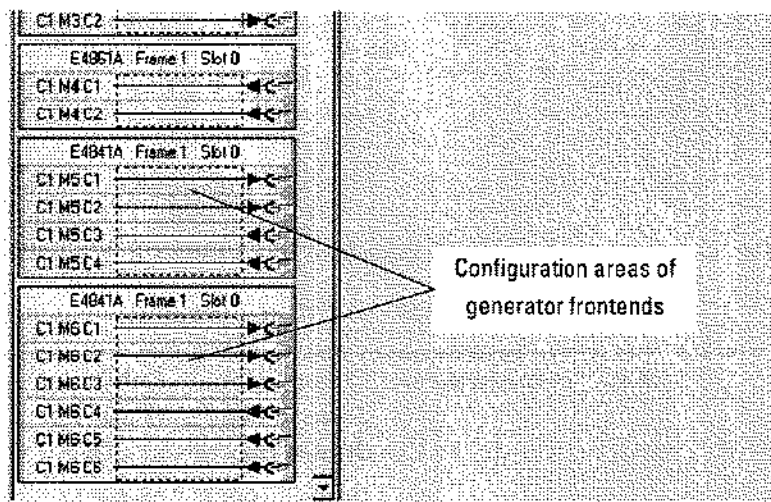 C1 M3 C2
E4861A Frame 1 Slot 0
C1 M4 C1
C1 M4 C2
E4841A Frame 1 Slot 0
C1 M5 C1
C1 M5 C2
C1 M5 C3
C1 M5 C4
Configuration areas of
generator frontends
E4841A Frame 1 Slot 0
C1 M6 C1
C1 M6 C2
C1 M6 C3
C1 M6 C4
C1 M6 C5
C1 M6 C6